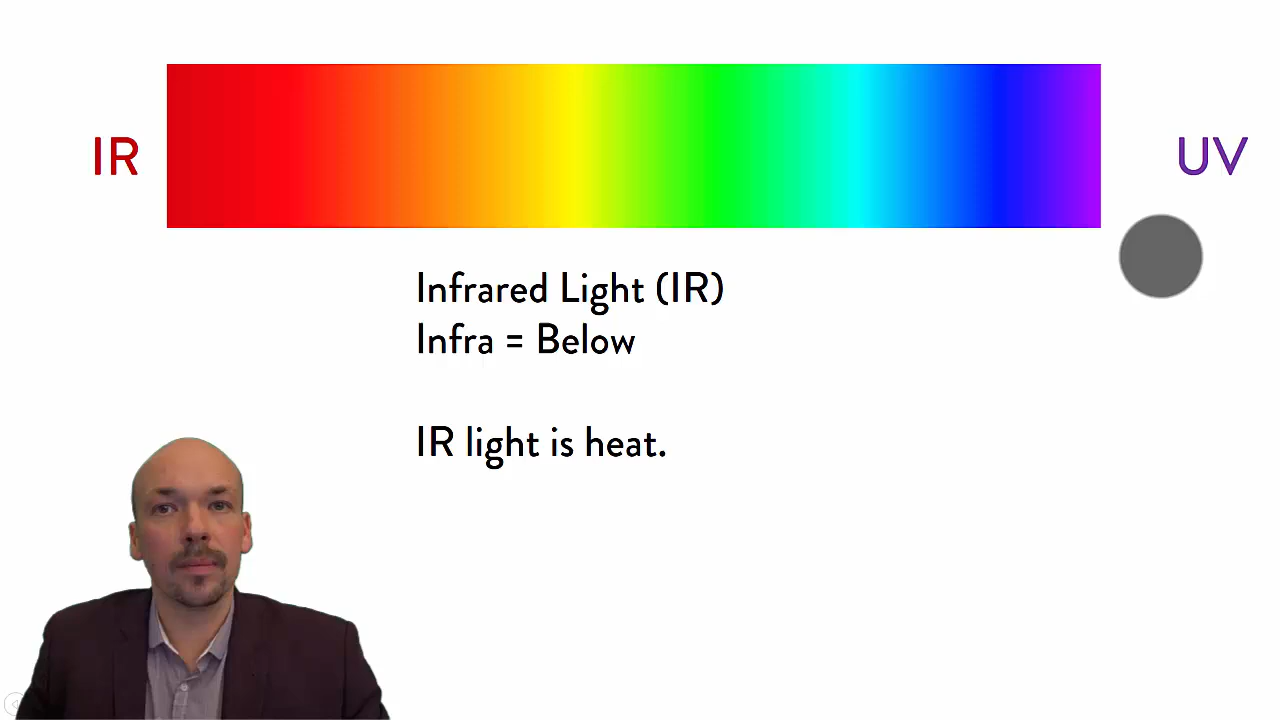 IR
UV
Infrared Light (IR)
Infra = Below
IR light is heat.